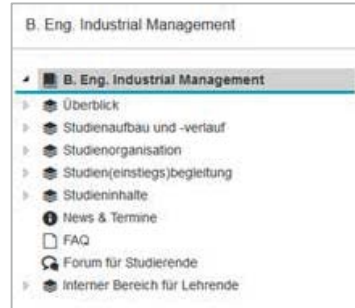 B. Eng. Industrial Management
B. Eng. Industrial Management
Überblick
Studienaufbau und -verlauf
Studienorganisation
Studien(einstiegs)begleitung
Studieninhalte
News & Termine
FAQ
Forum für Studierende
Interner Bereich für Lehrende